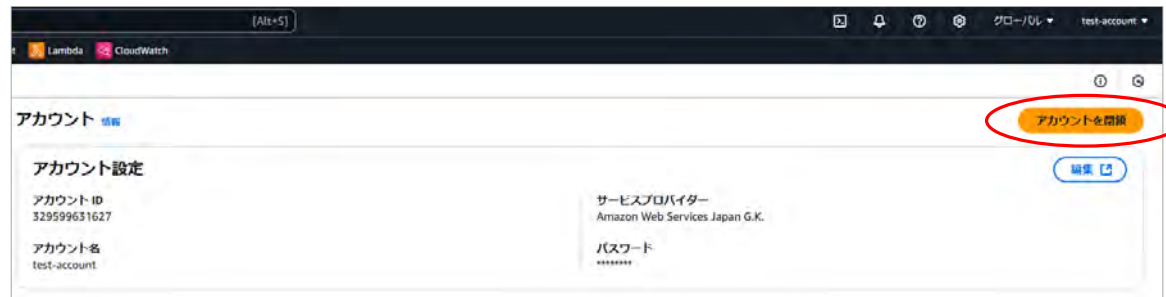 [Alt+S]
グローバル ▼ test-account ▼
Lambda CloudWatch
アカウント 情報
アカウントを閉鎖
アカウント設定
編集
アカウント ID
329599631627
サービスプロバイダー
Amazon Web Services Japan G.K.
アカウント名
test-account
パスワード
********